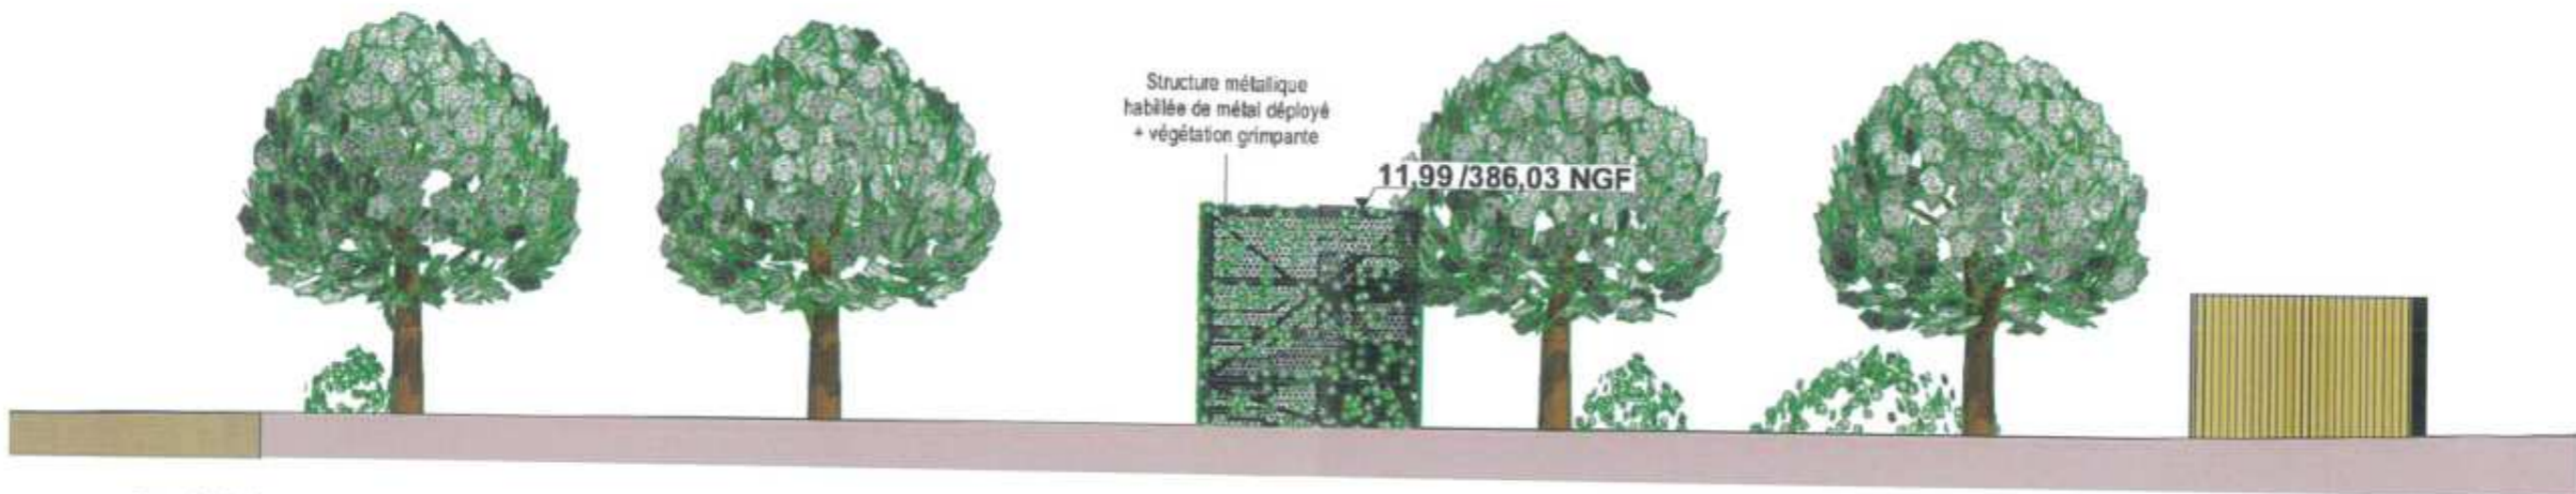 Structure métallique
habillée de métal déployé
+ végétation grimpante
11,99 /386,03 NGF